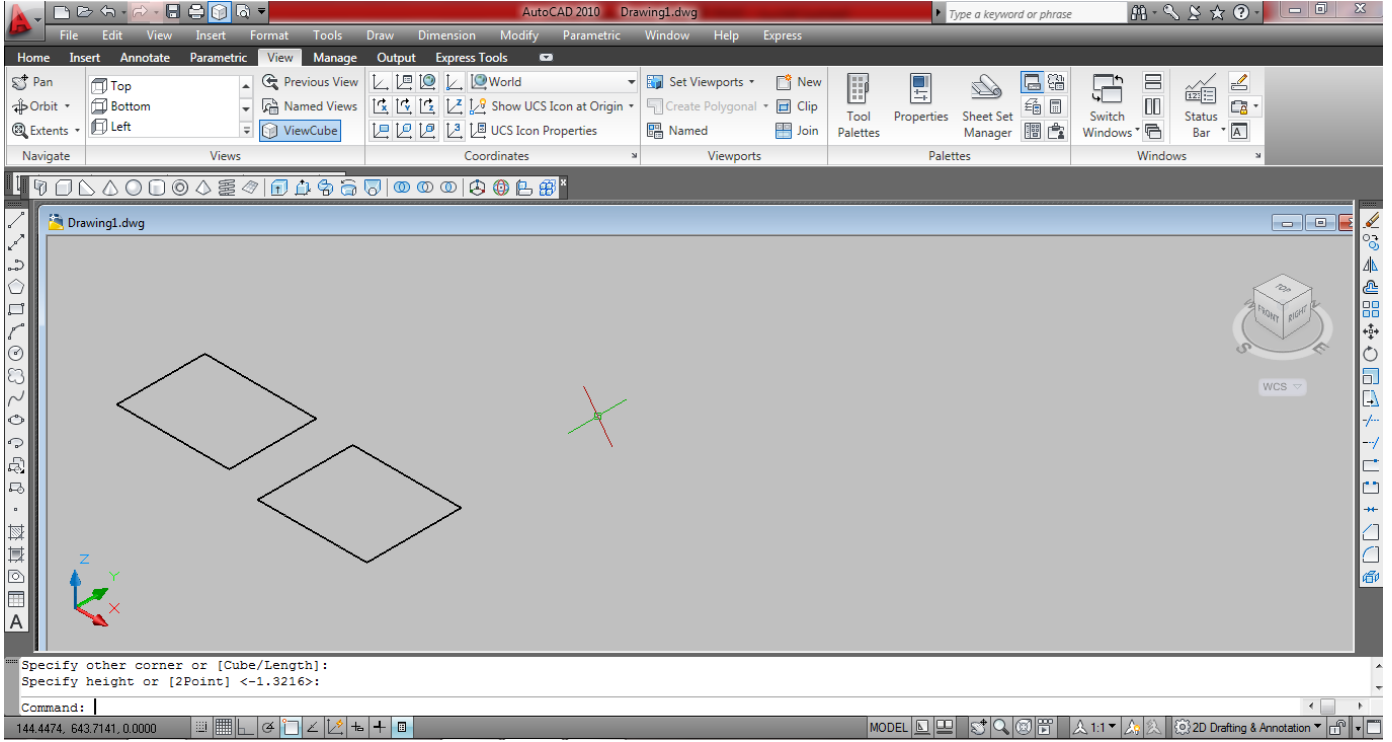 AutoCAD 2010 Drawing1.dwg Type a keyword or phrase
File Edit View Insert Format Tools Draw Dimension Modify Parametric Window Help Express
Home Insert Annotate Parametric View Manage Output Express Tools
Pan Top Previous View World Set Viewports New
Orbit Bottom Named Views Show UCS Icon at Origin Create Polygonal Clip Tool Palettes Properties Sheet Set Manager Switch Windows Status Bar
Extents Left ViewCube UCS Icon Properties Named Join
Navigate Views Coordinates Viewports Palettes Windows
Drawing1.dwg
TOP
FRONT RIGHT
S E
WCS
Z
Y
X
A
Specify other corner or [Cube/Length]:
Specify height or [2Point] <-1.3216>:
Command:
144.4474, 643.7141, 0.0000 MODEL 1:1 2D Drafting & Annotation